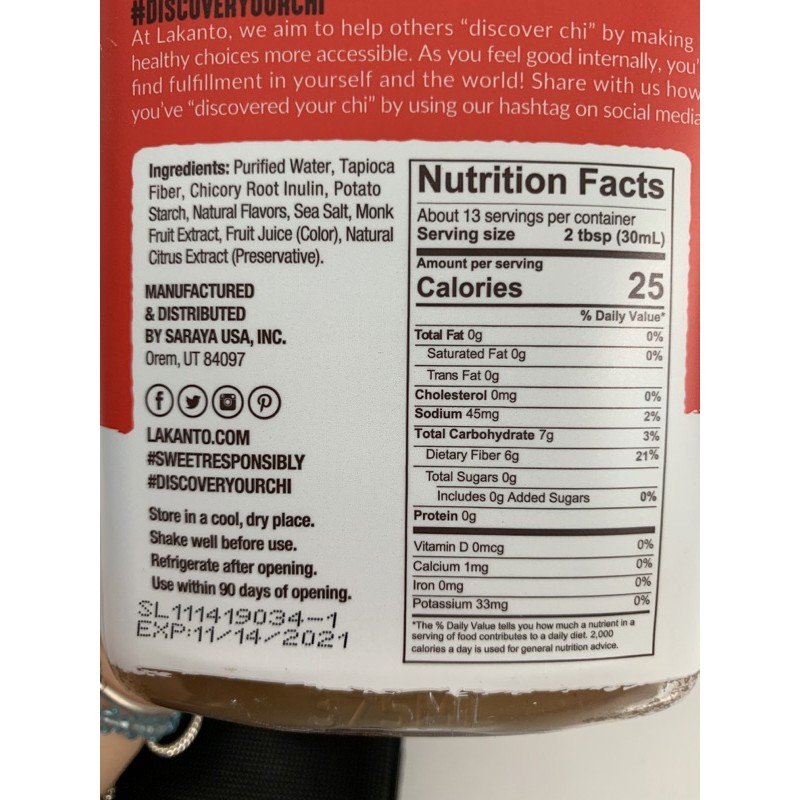 #DISCOVERYOURCHI
At Lakanto, we aim to help others “discover chi” by making
healthy choices more accessible. As you feel good internally, you'
find fulfillment in yourself and the world! Share with us how
you've “discovered your chi” by using our hashtag on social media
Ingredients: Purified Water, Tapioca
Fiber, Chicory Root Inulin, Potato
Starch, Natural Flavors, Sea Salt, Monk
Fruit Extract, Fruit Juice (Color), Natural
Citrus Extract (Preservative).
MANUFACTURED
& DISTRIBUTED
BY SARAYA USA, INC.
Orem, UT 84097
LAKANTO.COM
#SWEETRESPONSIBLY
#DISCOVERYOURCHI
Store in a cool, dry place.
Shake well before use.
Refrigerate after opening.
Use within 90 days of opening.
SL111419034-1
EXP:11/14/2021
Nutrition Facts
About 13 servings per container
Serving size 2 tbsp (30mL)
Amount per serving
Calories 25
% Daily Value*
Total Fat 0g 0%
Saturated Fat 0g 0%
Trans Fat 0g
Cholesterol 0mg 0%
Sodium 45mg 2%
Total Carbohydrate 7g 3%
Dietary Fiber 6g 21%
Total Sugars 0g
Includes 0g Added Sugars 0%
Protein 0g
Vitamin D 0mcg 0%
Calcium 1mg 0%
Iron 0mg 0%
Potassium 33mg 0%
*The % Daily Value tells you how much a nutrient in a
serving of food contributes to a daily diet. 2,000
calories a day is used for general nutrition advice.
375ML